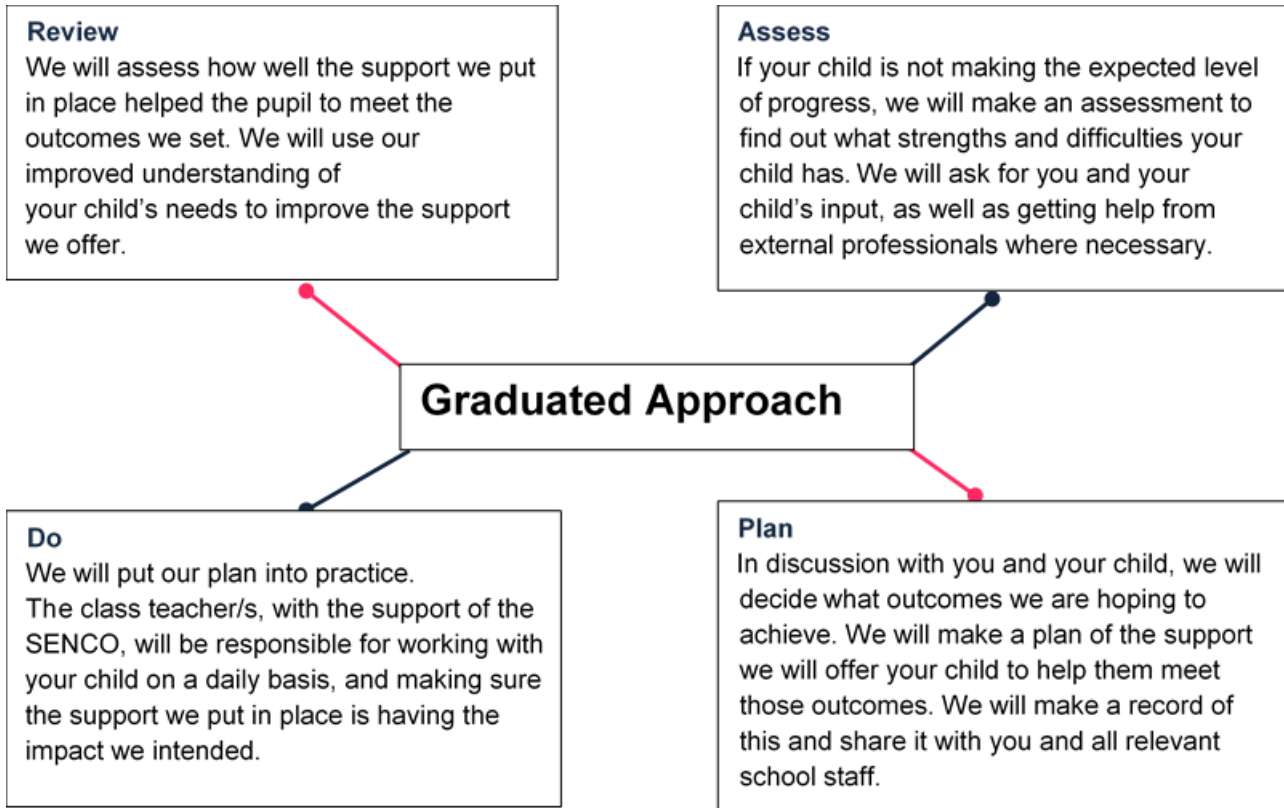 Review
We will assess how well the support we put
in place helped the pupil to meet the
outcomes we set. We will use our
improved understanding of
your child's needs to improve the support
we offer.
Assess
If your child is not making the expected level
of progress, we will make an assessment to
find out what strengths and difficulties your
child has. We will ask for you and your
child's input, as well as getting help from
external professionals where necessary.
Graduated Approach
Do
We will put our plan into practice.
The class teacher/s, with the support of the
SENCO, will be responsible for working with
your child on a daily basis, and making sure
the support we put in place is having the
impact we intended.
Plan
In discussion with you and your child, we will
decide what outcomes we are hoping to
achieve. We will make a plan of the support
we will offer your child to help them meet
those outcomes. We will make a record of
this and share it with you and all relevant
school staff.